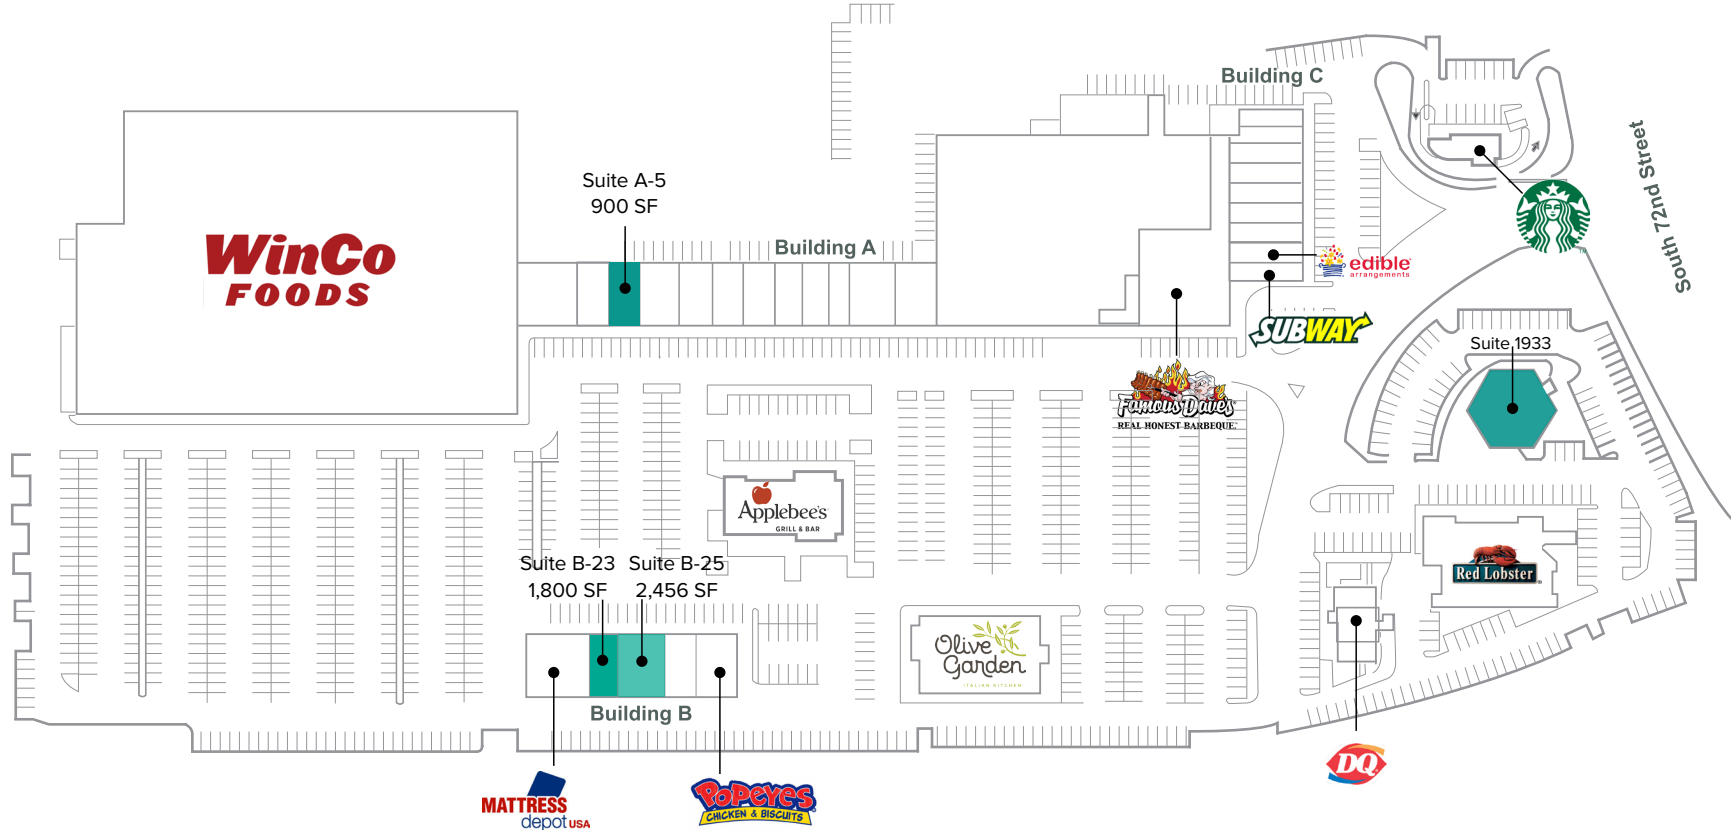 Building C
South 72nd Street
Suite A-5
900 SF
Building A
WinCo
FOODS
edible
arrangements
SUBWAY
Suite 1933
Famous Dave's
REAL HONEST BARBEQUE
Applebee's
GRILL & BAR
Suite B-23
1,800 SF
Suite B-25
2,456 SF
Red Lobster
Olive
Garden
ITALIAN KITCHEN
Building B
DQ
MATTRESS
depot USA
POPEYES
CHICKEN & BISCUITS